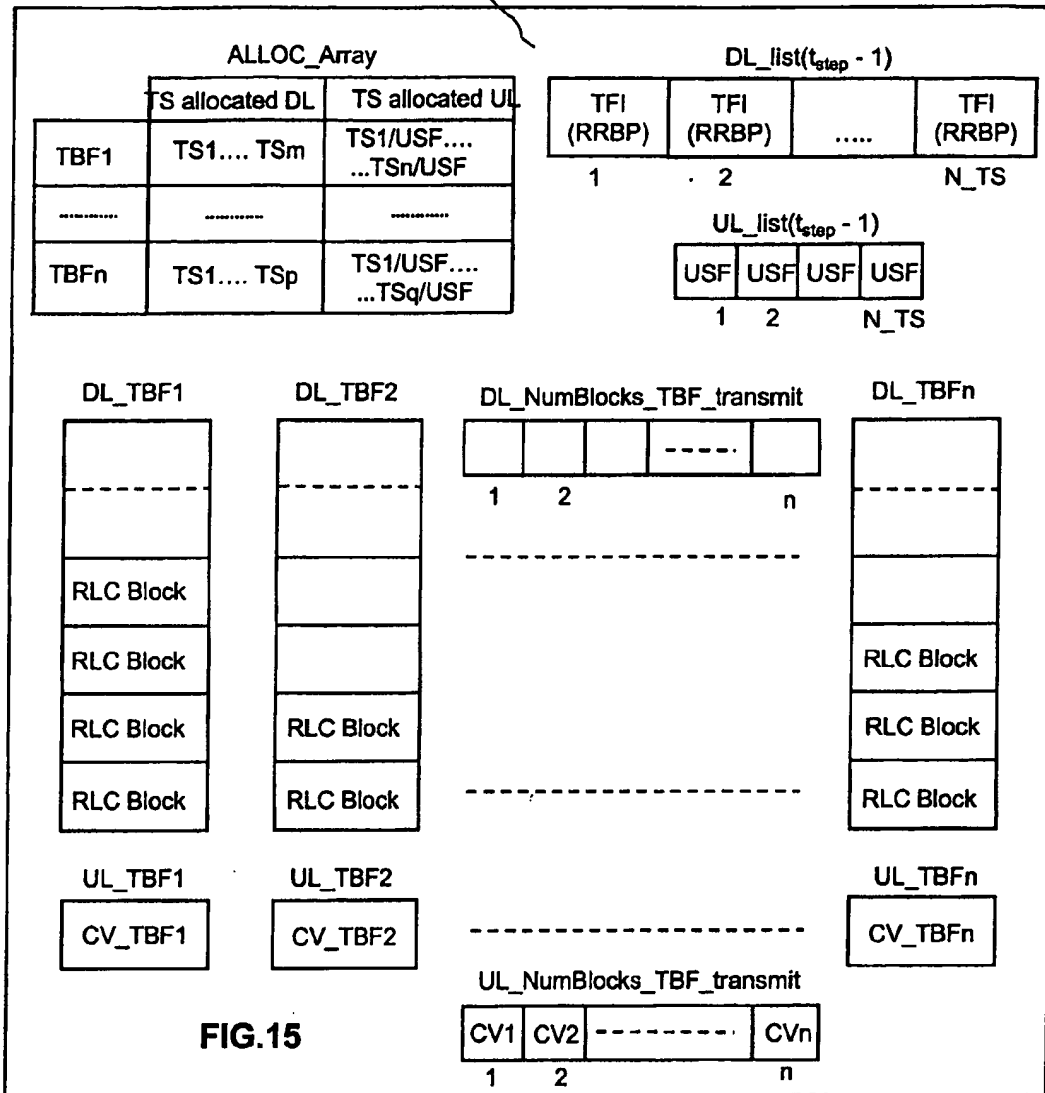 ALLOC_Array
TS allocated DL TS allocated UL
TBF1 TS1.... TSm TS1/USF....
...TSn/USF
............ ............ ............
TBFn TS1.... TSp TS1/USF....
...TSq/USF
DL_list(tstep - 1)
TFI (RRBP) TFI (RRBP) ..... TFI (RRBP)
1 2 N_TS
UL_list(tstep - 1)
USF USF USF USF
1 2 N_TS
DL_TBF1 DL_TBF2 DL_NumBlocks_TBF_transmit DL_TBFn
1 2 n
RLC Block
RLC Block RLC Block
RLC Block RLC Block RLC Block
RLC Block RLC Block RLC Block
UL_TBF1 UL_TBF2 UL_TBFn
CV_TBF1 CV_TBF2 CV_TBFn
UL_NumBlocks_TBF_transmit
CV1 CV2 CVn
1 2 n
FIG.15